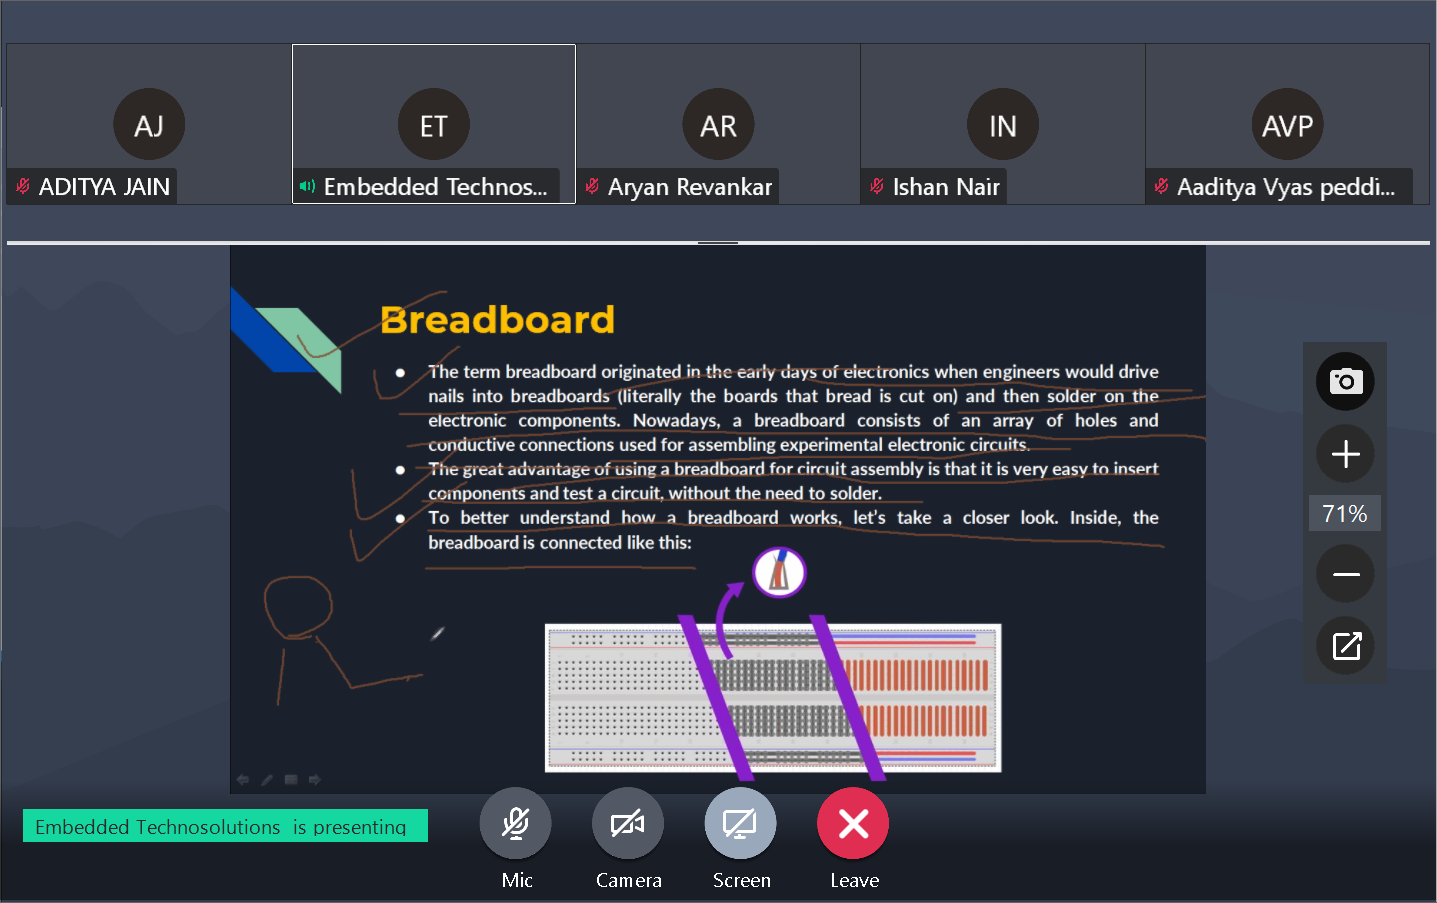 AJ
ET
AR
IN
AVP
ADITYA JAIN
Embedded Technos...
Aryan Revankar
Ishan Nair
Aaditya Vyas peddi...
Breadboard
● The term breadboard originated in the early days of electronics when engineers would drive
nails into breadboards (literally the boards that bread is cut on) and then solder on the
electronic components. Nowadays, a breadboard consists of an array of holes and
conductive connections used for assembling experimental electronic circuits.
● The great advantage of using a breadboard for circuit assembly is that it is very easy to insert
components and test a circuit, without the need to solder.
● To better understand how a breadboard works, let's take a closer look. Inside, the
breadboard is connected like this:
71%
Embedded Technosolutions is presenting
Mic
Camera
Screen
Leave